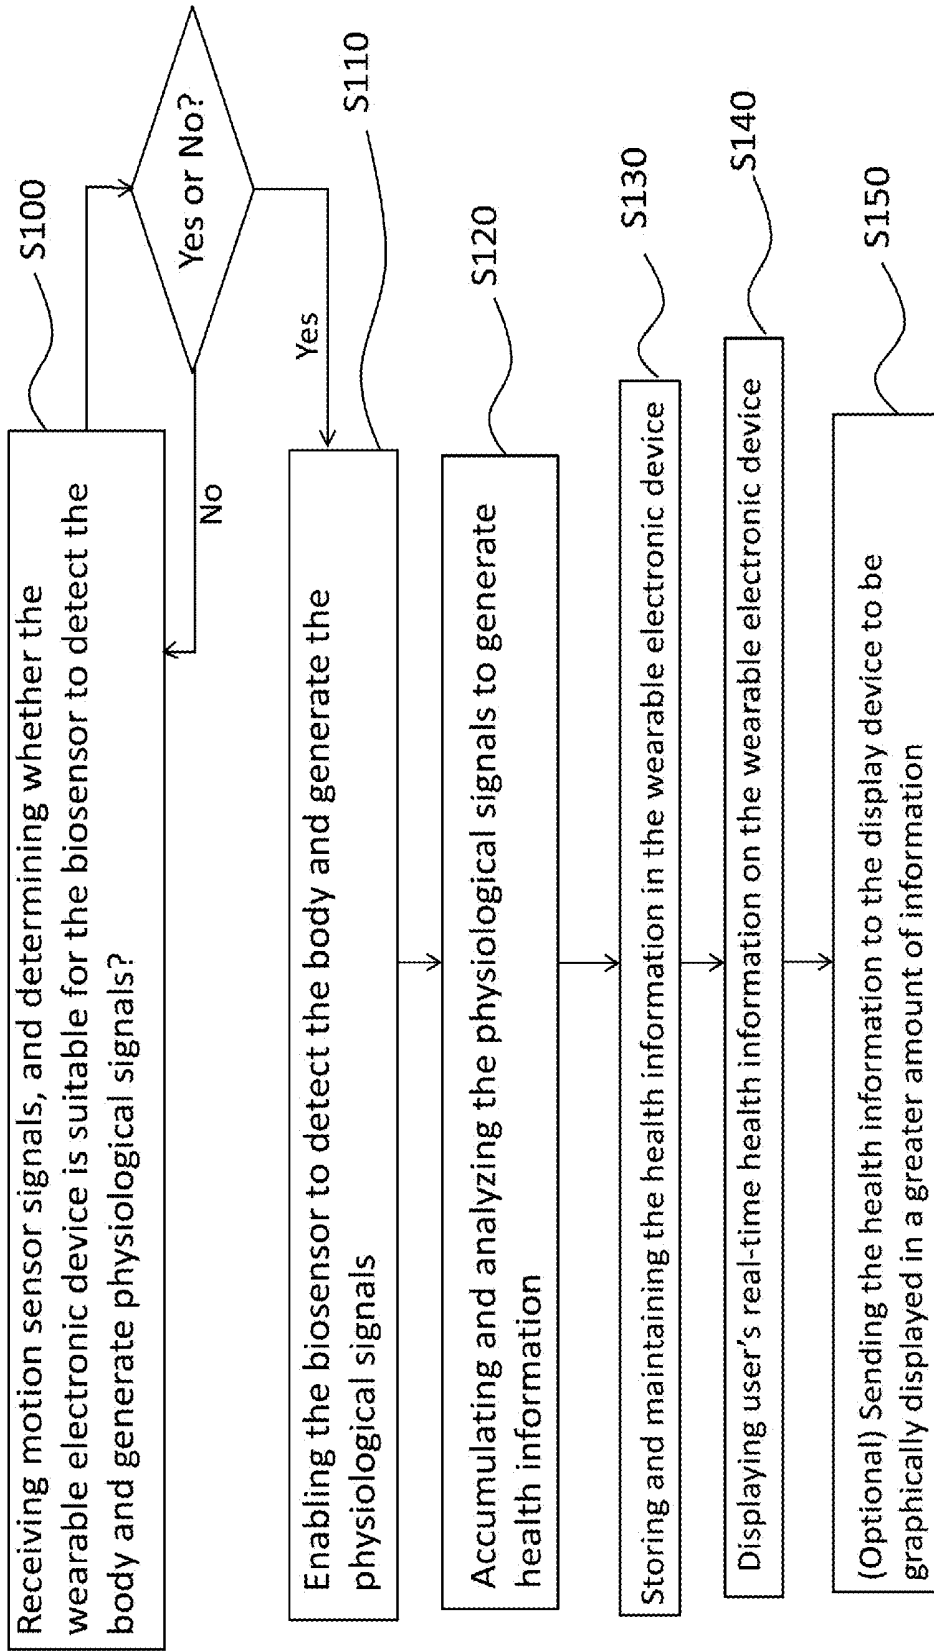 Receiving motion sensor signals, and determining whether the
wearable electronic device is suitable for the biosensor to detect the
body and generate physiological signals?
S100
Yes or No?
No
Yes
Enabling the biosensor to detect the body and generate the
physiological signals
S110
Accumulating and analyzing the physiological signals to generate
health information
S120
Storing and maintaining the health information in the wearable electronic device
S130
Displaying user's real-time health information on the wearable electronic device
S140
(Optional) Sending the health information to the display device to be
graphically displayed in a greater amount of information
S150